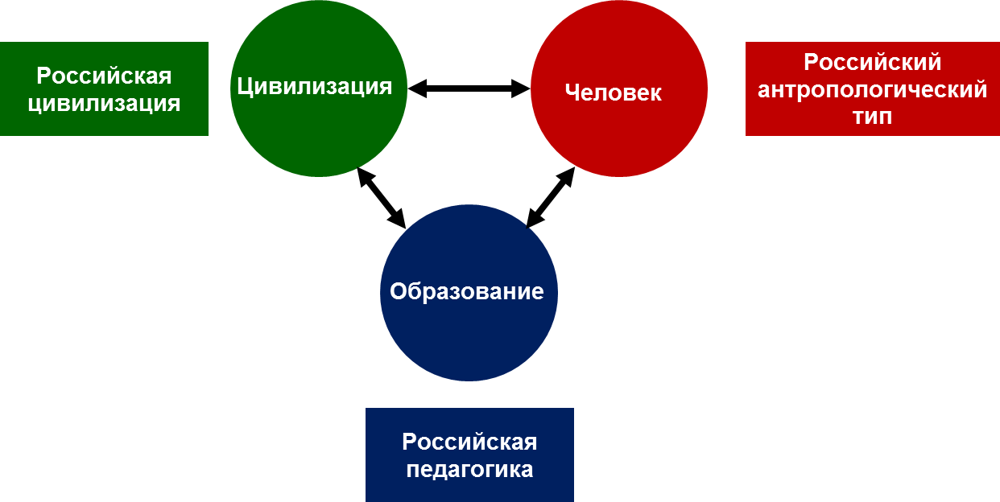 Российская
цивилизация
Цивилизация
Человек
Российский
антропологический
тип
Образование
Российская
педагогика